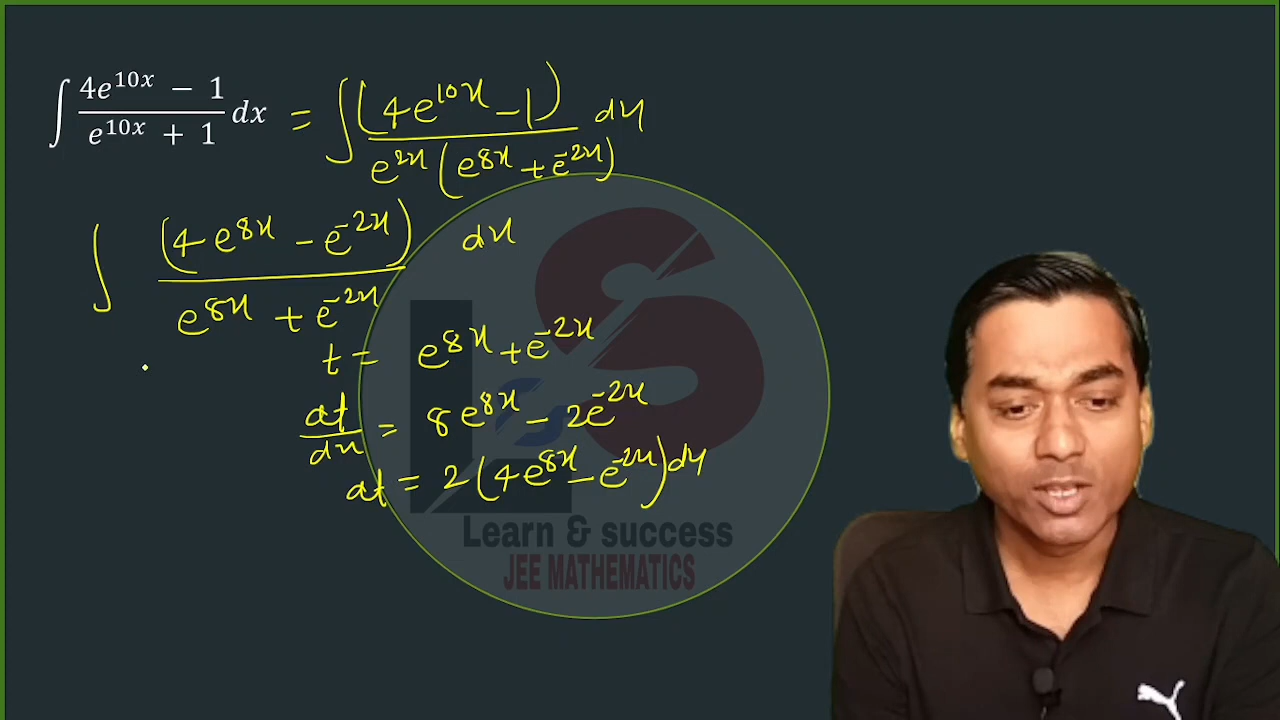 ∫ (4e^{10x} − 1)/(e^{10x} + 1) dx = ∫ (4e^{10x} − 1)/(e^{2x}(e^{8x} + e^{−2x})) dx
∫ (4e^{8x} − e^{−2x})/(e^{8x} + e^{−2x}) dx
t = e^{8x} + e^{−2x}
dt/dx = 8e^{8x} − 2e^{−2x}
dt = 2(4e^{8x} − e^{−2x})dx
LS
Learn & success
JEE MATHEMATICS